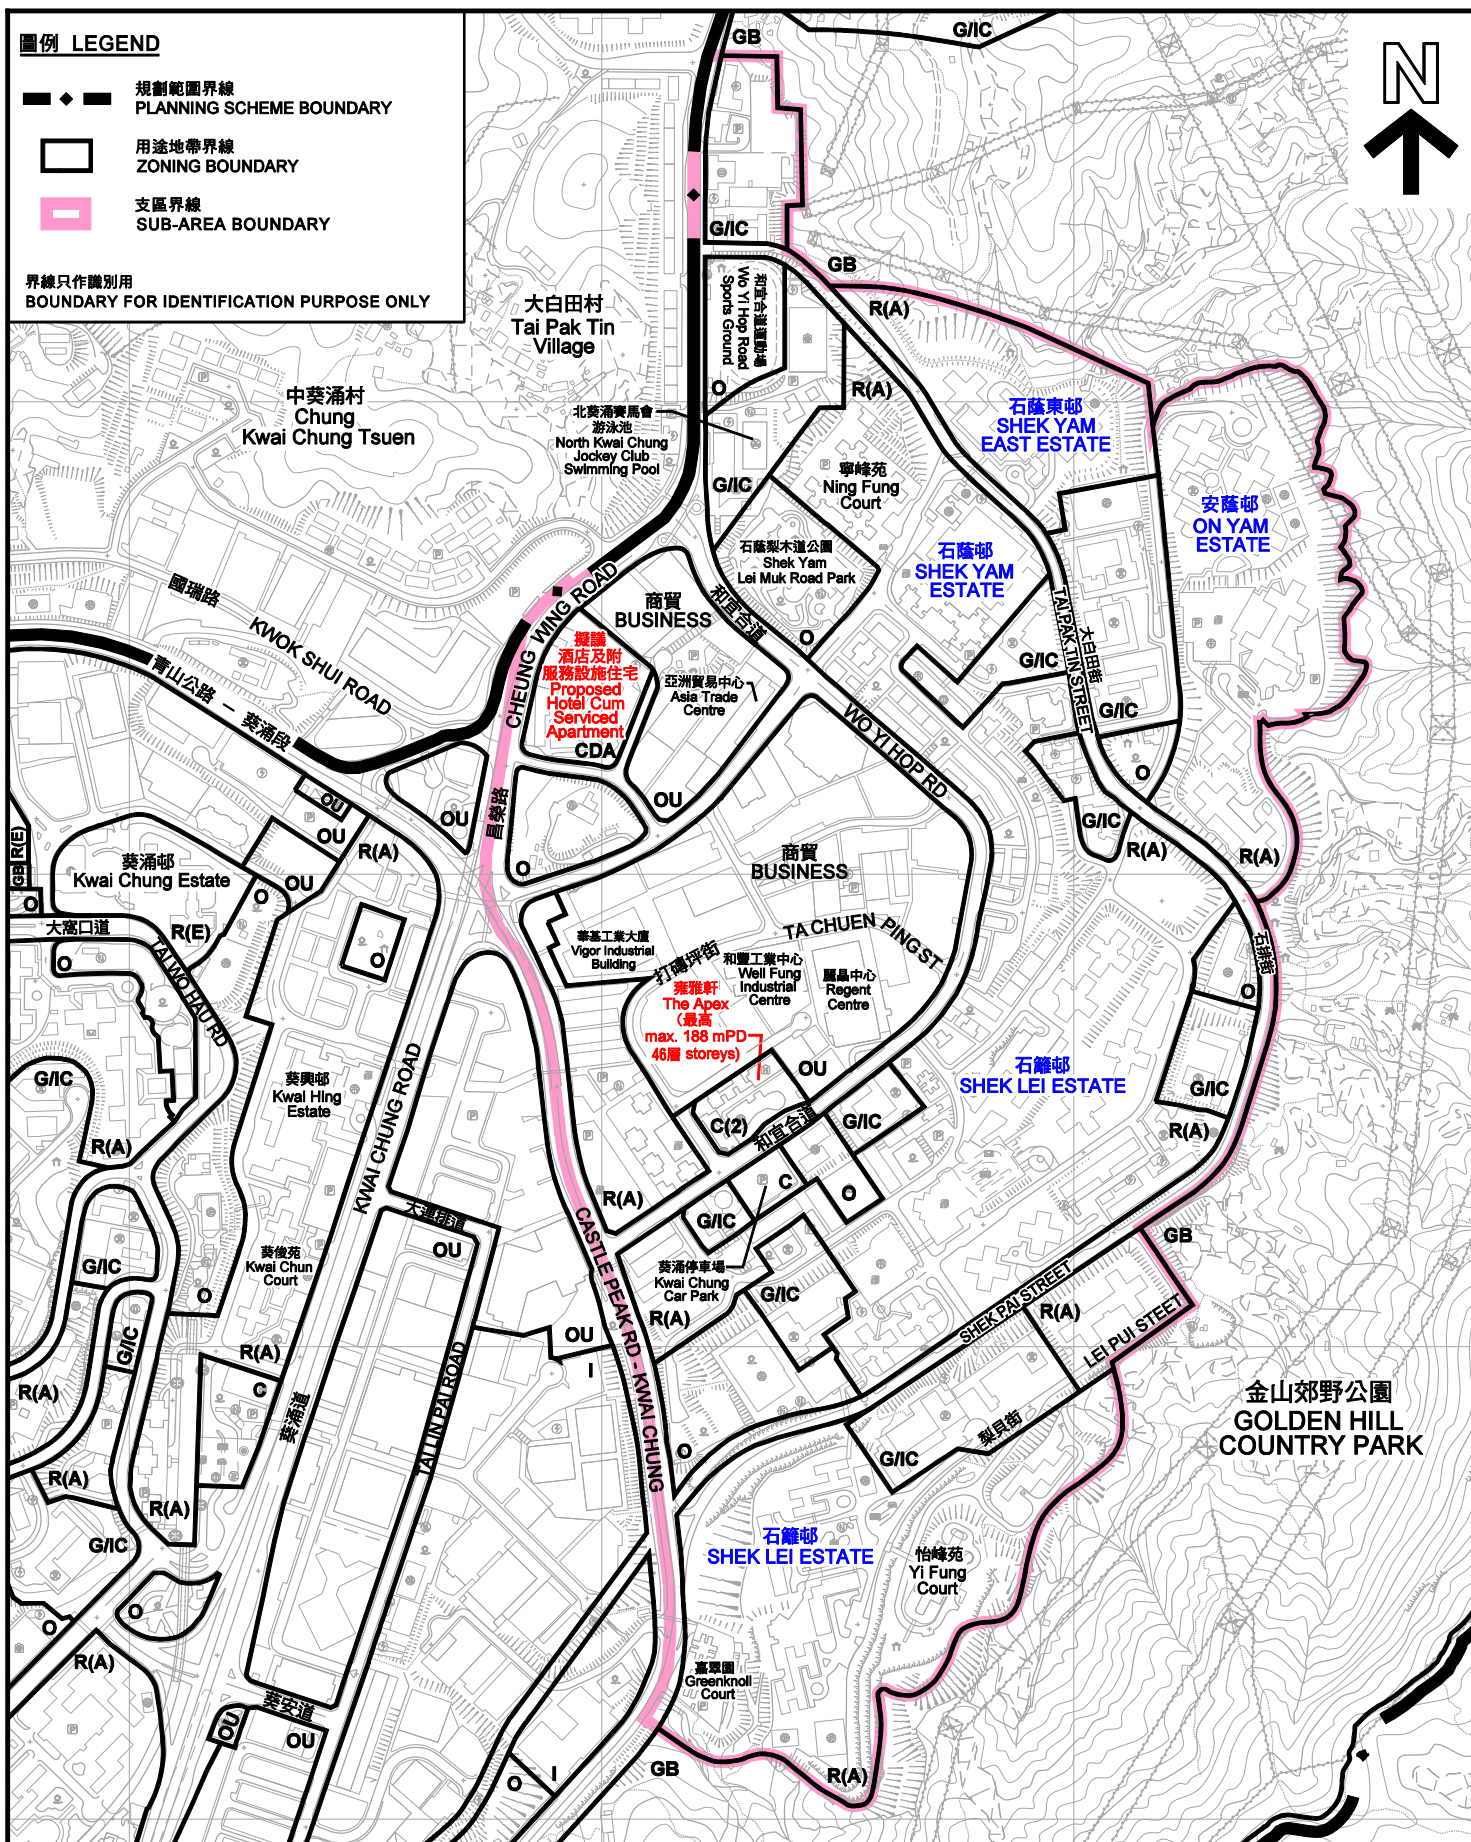 圖例 LEGEND
規劃範圍界線
PLANNING SCHEME BOUNDARY
用途地帶界線
ZONING BOUNDARY
支區界線
SUB-AREA BOUNDARY
界線只作識別用
BOUNDARY FOR IDENTIFICATION PURPOSE ONLY
N
GB
G/IC
G/IC
GB
大白田村
Tai Pak Tin
Village
和宜合道運動場
Wo Yi Hop Road
Sports Ground
O
R(A)
R(A)
中葵涌村
Chung
Kwai Chung Tsuen
北葵涌賽馬會
游泳池
North Kwai Chung
Jockey Club
Swimming Pool
G/IC
寧峰苑
Ning Fung
Court
石蔭東邨
SHEK YAM
EAST ESTATE
安蔭邨
ON YAM
ESTATE
石蔭梨木道公園
Shek Yam
Lei Muk Road Park
O
石蔭邨
SHEK YAM
ESTATE
國瑞路
KWOK SHUI ROAD
青山公路 － 葵涌段
CHEUNG WING ROAD
昌榮路
商貿
BUSINESS
和宜合道
WO YI HOP RD
擬議
酒店及附
服務設施住宅
Proposed
Hotel Cum
Serviced
Apartment
CDA
亞洲貿易中心
Asia Trade
Centre
G/IC
TAI PAK TIN STREET
大白田街
G/IC
O
G/IC
R(A)
R(A)
OU
OU
OU
OU
R(A)
R(E)
GB
O
葵涌邨
Kwai Chung Estate
OU
O
R(E)
大窩口道
TAI WO HAU RD
O
O
O
商貿
BUSINESS
華基工業大廈
Vigor Industrial
Building
打磚坪街
TA CHUEN PING ST
和豐工業中心
Well Fung
Industrial
Centre
麗晶中心
Regent
Centre
雍雅軒
The Apex
(最高
max. 188 mPD
46層 storeys)
OU
C(2)
和宜合道
G/IC
石籬邨
SHEK LEI ESTATE
石排街
O
G/IC
R(A)
G/IC
R(A)
葵興邨
Kwai Hing
Estate
KWAI CHUNG ROAD
R(A)
C
O
G/IC
大連排道
OU
CASTLE PEAK RD - KWAI CHUNG
葵涌停車場
Kwai Chung
Car Park
G/IC
R(A)
GB
SHEK PAI STREET
R(A)
LEI PUI STEET
G/IC
葵俊苑
Kwai Chun
Court
O
G/IC
R(A)
C
OU
I
R(A)
葵涌道
TAI LIN PAI ROAD
O
G/IC
梨貝街
金山郊野公園
GOLDEN HILL
COUNTRY PARK
R(A)
R(A)
G/IC
石籬邨
SHEK LEI ESTATE
怡峰苑
Yi Fung
Court
O
O
R(A)
嘉翠園
Greenknoll
Court
葵安道
OU
OU
O
I
GB
R(A)